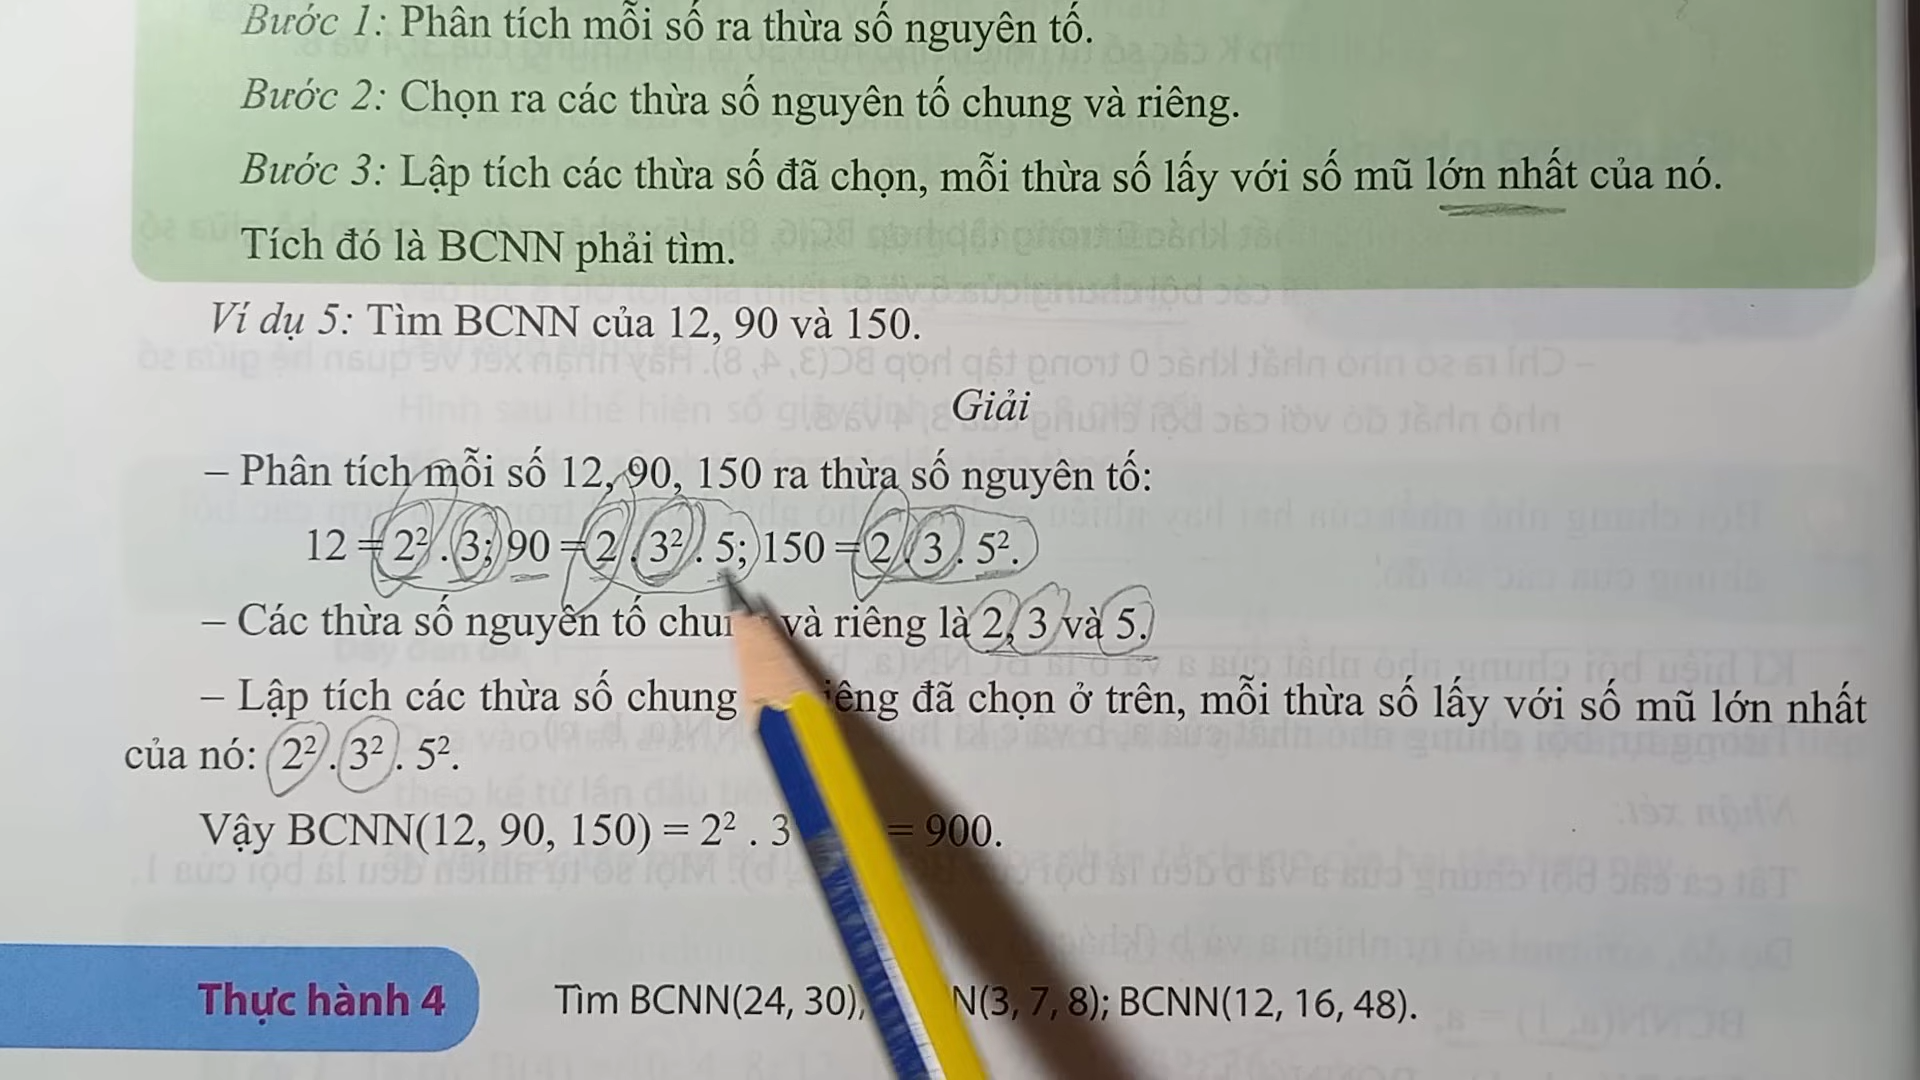 Bước 1: Phân tích mỗi số ra thừa số nguyên tố.
Bước 2: Chọn ra các thừa số nguyên tố chung và riêng.
Bước 3: Lập tích các thừa số đã chọn, mỗi thừa số lấy với số mũ lớn nhất của nó.
Tích đó là BCNN phải tìm.
Ví dụ 5: Tìm BCNN của 12, 90 và 150.
Giải
– Phân tích mỗi số 12, 90, 150 ra thừa số nguyên tố:
12 = 2² . 3; 90 = 2 . 3² . 5; 150 = 2 . 3 . 5².
– Các thừa số nguyên tố và riêng là 2, 3 và 5.
– Lập tích các thừa số chung đã chọn ở trên, mỗi thừa số lấy với số mũ lớn nhất
của nó: 2² . 3² . 5².
Vậy BCNN(12, 90, 150) = 2² . 3 = 900.
Thực hành 4
Tìm BCNN(24, 30), N(3, 7, 8); BCNN(12, 16, 48).